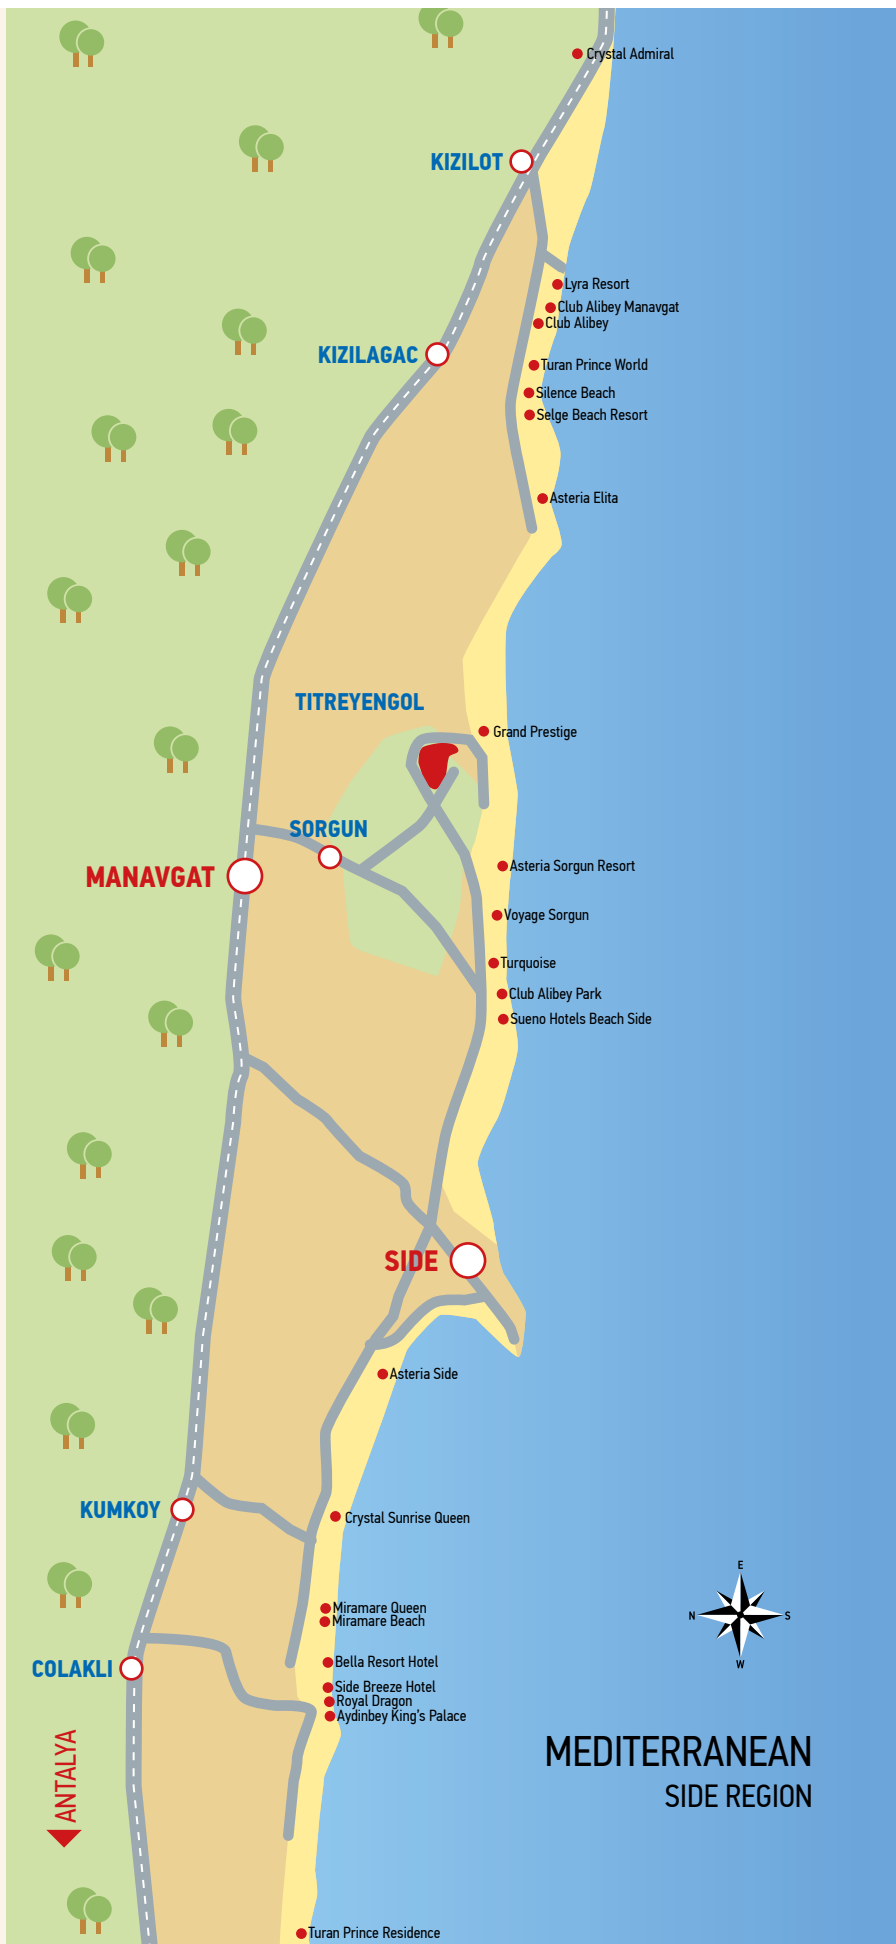 Crystal Admiral
KIZILOT
Lyra Resort
Club Alibey Manavgat
Club Alibey
KIZILAGAC
Turan Prince World
Silence Beach
Selge Beach Resort
Asteria Elita
TITREYENGOL
Grand Prestige
SORGUN
MANAVGAT
Asteria Sorgun Resort
Voyage Sorgun
Turquoise
Club Alibey Park
Sueno Hotels Beach Side
SIDE
Asteria Side
KUMKOY
Crystal Sunrise Queen
E
N
S
W
Miramare Queen
Miramare Beach
COLAKLI
Bella Resort Hotel
Side Breeze Hotel
Royal Dragon
Aydinbey King's Palace
ANTALYA
MEDITERRANEAN
SIDE REGION
Turan Prince Residence